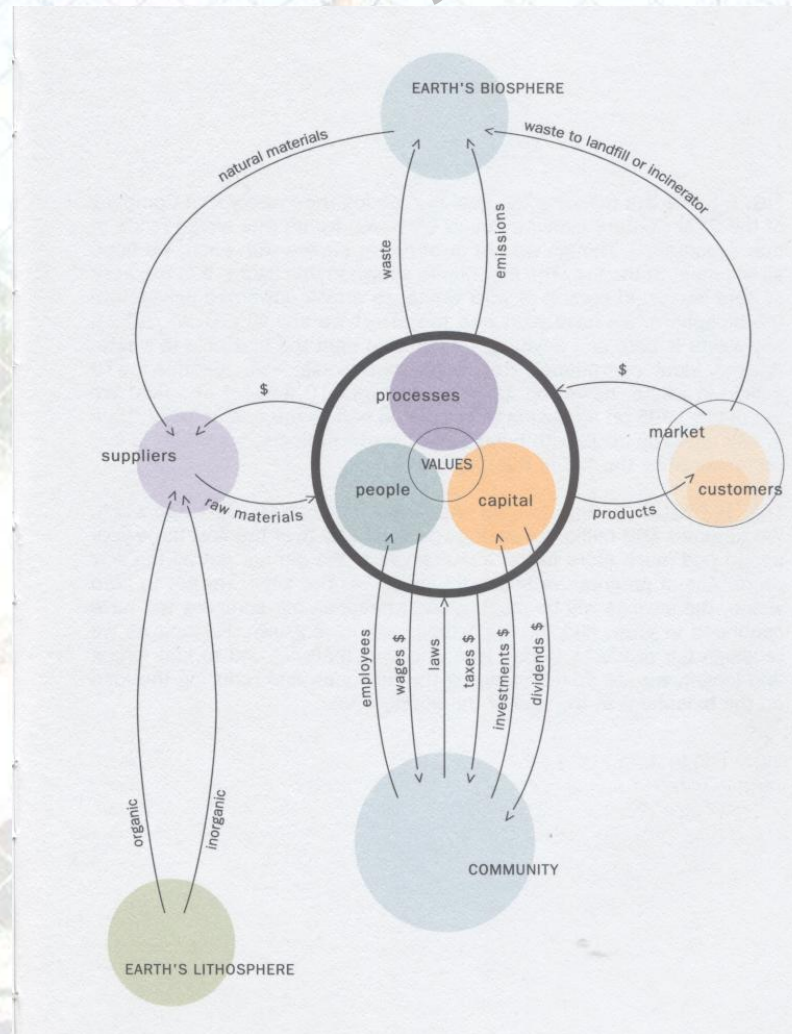 EARTH'S BIOSPHERE
natural materials
waste to landfill or incinerator
waste
emissions
$
$
processes
suppliers
VALUES
market
people
capital
customers
raw materials
products
employees
wages $
laws
taxes $
investments $
dividends $
organic
inorganic
COMMUNITY
EARTH'S LITHOSPHERE